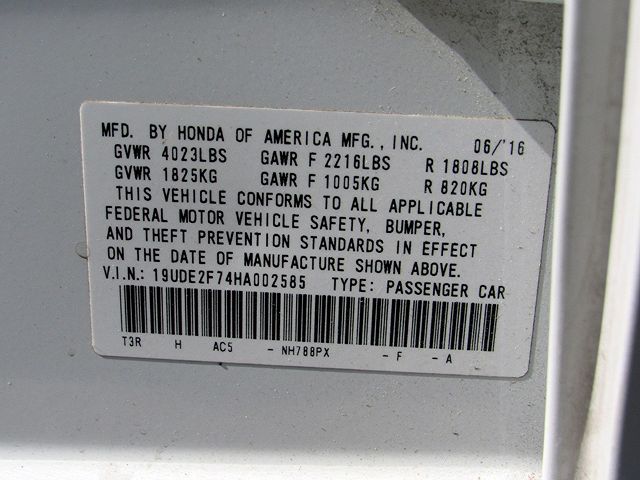 MFD. BY HONDA OF AMERICA MFG., INC. 06/'16
GVWR 4023LBS GAWR F 2216LBS R 1808LBS
GVWR 1825KG GAWR F 1005KG R 820KG
THIS VEHICLE CONFORMS TO ALL APPLICABLE
FEDERAL MOTOR VEHICLE SAFETY, BUMPER,
AND THEFT PREVENTION STANDARDS IN EFFECT
ON THE DATE OF MANUFACTURE SHOWN ABOVE.
V.I.N.: 19UDE2F74HA002585 TYPE: PASSENGER CAR
T3R H AC5 - NH788PX - F - A